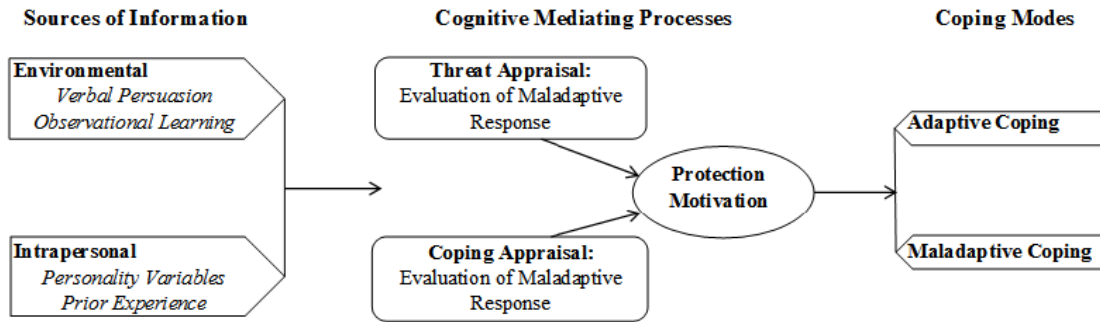 Sources of Information
Cognitive Mediating Processes
Coping Modes
Environmental
Verbal Persuasion
Observational Learning
Threat Appraisal:
Evaluation of Maladaptive
Response
Adaptive Coping
Protection
Motivation
Intrapersonal
Personality Variables
Prior Experience
Coping Appraisal:
Evaluation of Maladaptive
Response
Maladaptive Coping